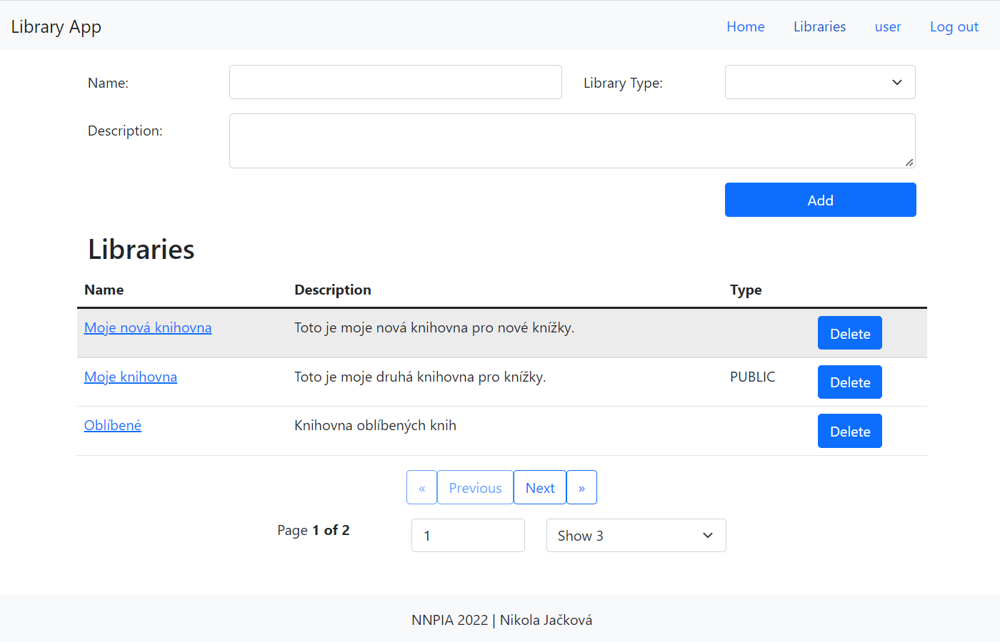 Library App Home Libraries user Log out
Name: Library Type:
Description:
Add
Libraries
Name Description Type
Moje nová knihovna Toto je moje nová knihovna pro nové knížky. Delete
Moje knihovna Toto je moje druhá knihovna pro knížky. PUBLIC Delete
Oblíbené Knihovna oblíbených knih Delete
« Previous Next »
Page 1 of 2 1 Show 3
NNPIA 2022 | Nikola Jačková